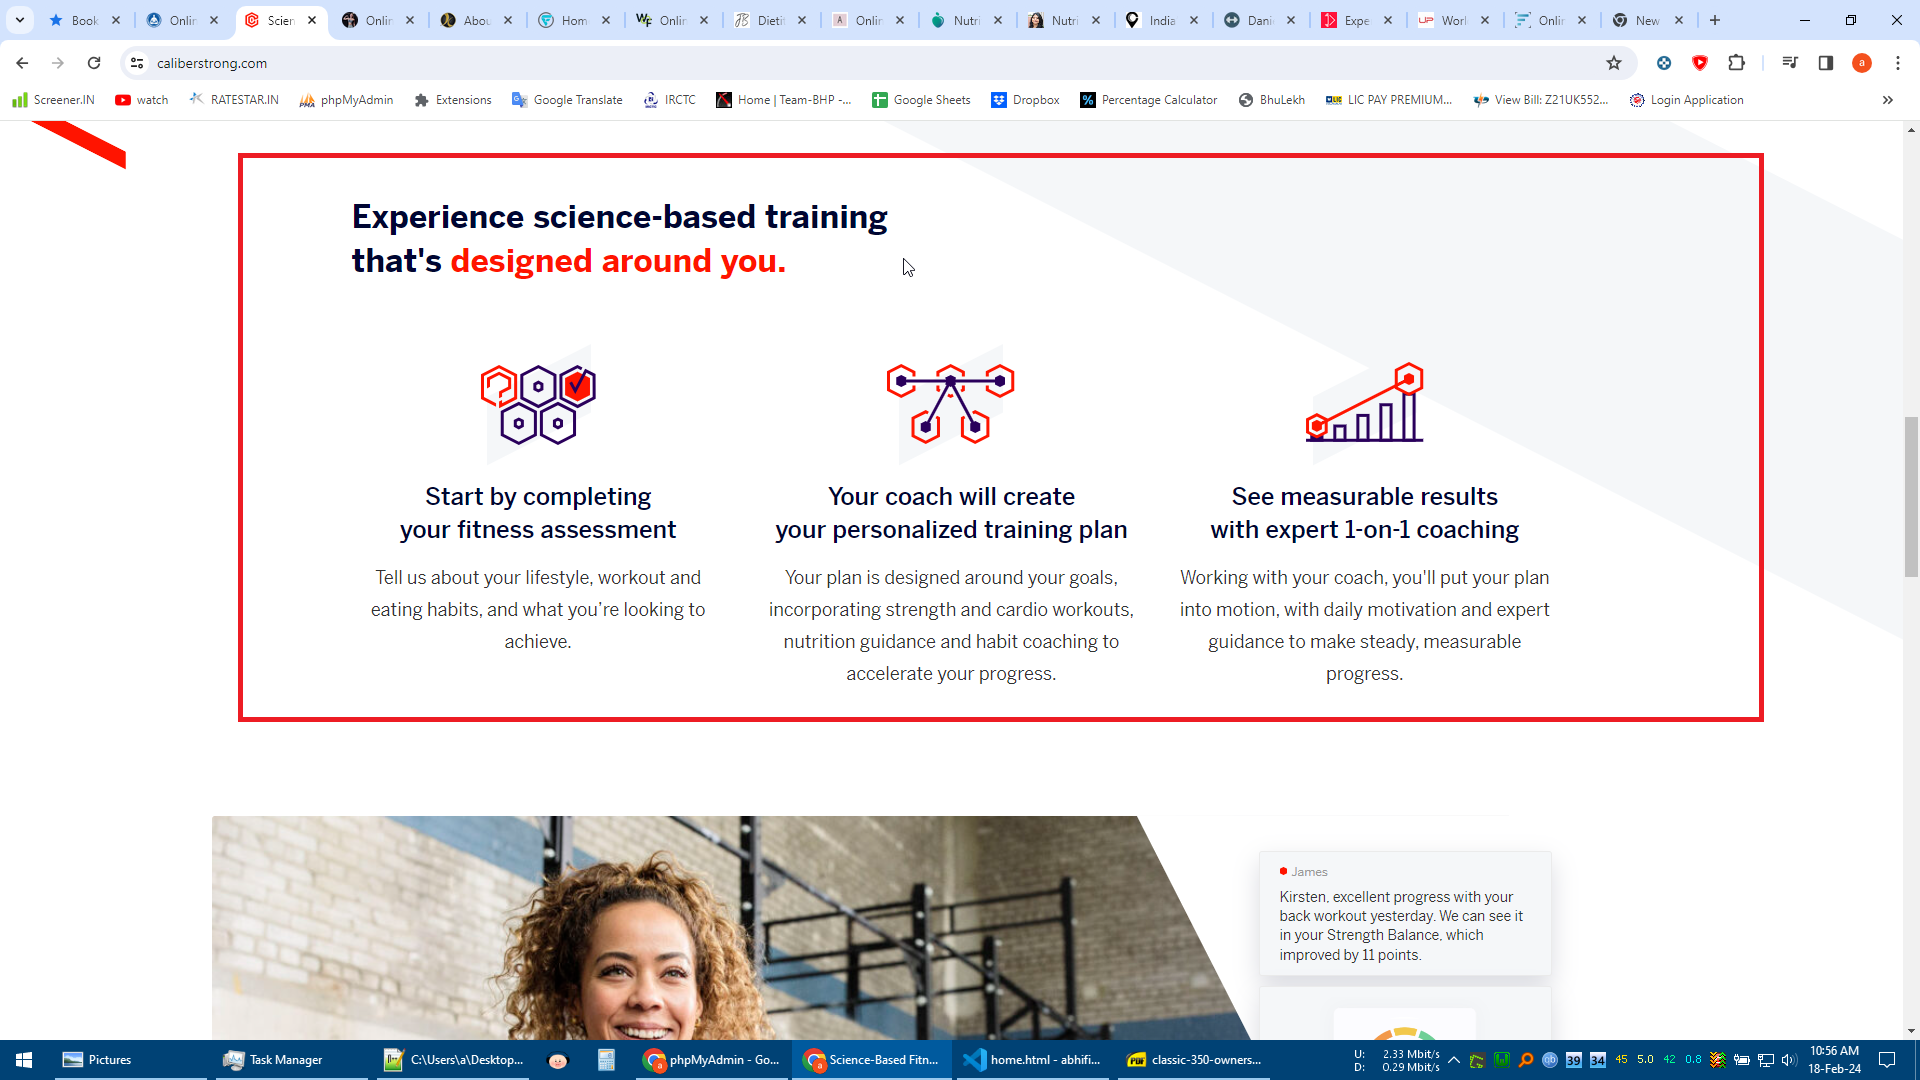 Book
Onlin
Scien
Onlin
Abou
Hom
Onlin
Dietit
Onlin
Nutri
Nutri
India
Danie
Expe
Work
Onlin
New
caliberstrong.com
a
Screener.IN
watch
RATESTAR.IN
phpMyAdmin
Extensions
Google Translate
IRCTC
Home | Team-BHP -...
Google Sheets
Dropbox
Percentage Calculator
BhuLekh
LIC PAY PREMIUM...
View Bill: Z21UK552...
Login Application
Experience science-based training
that's designed around you.
Start by completing
your fitness assessment
Tell us about your lifestyle, workout and
eating habits, and what you’re looking to
achieve.
Your coach will create
your personalized training plan
Your plan is designed around your goals,
incorporating strength and cardio workouts,
nutrition guidance and habit coaching to
accelerate your progress.
See measurable results
with expert 1-on-1 coaching
Working with your coach, you'll put your plan
into motion, with daily motivation and expert
guidance to make steady, measurable
progress.
James
Kirsten, excellent progress with your
back workout yesterday. We can see it
in your Strength Balance, which
improved by 11 points.
Pictures
Task Manager
C:\Users\a\Desktop...
phpMyAdmin - Go...
Science-Based Fitn...
home.html - abhifi...
classic-350-owners...
U: 2.33 Mbit/s
D: 0.29 Mbit/s
39
34
45
5.0
42
0.8
10:56 AM
18-Feb-24